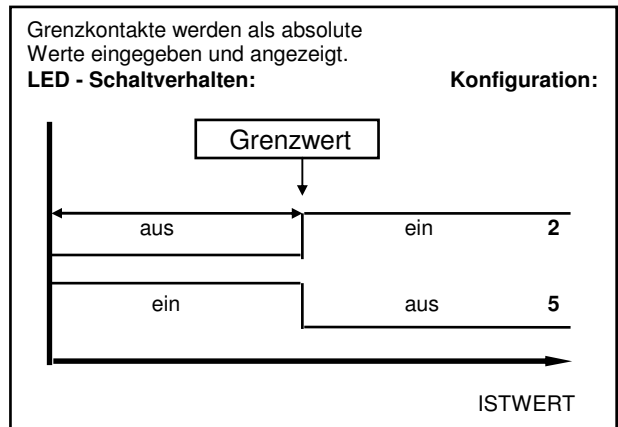 Grenzkontakte werden als absolute
Werte eingegeben und angezeigt.
LED - Schaltverhalten: Konfiguration:
Grenzwert
aus ein 2
ein aus 5
ISTWERT